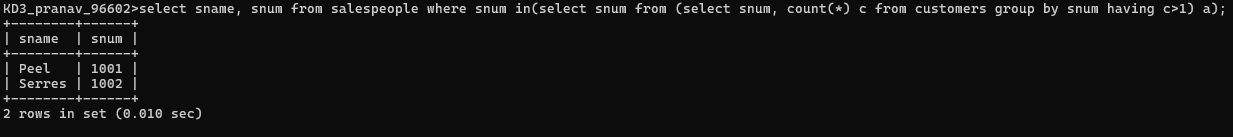 KD3_pranav_96602>select sname, snum from salespeople where snum in(select snum from (select snum, count(*) c from customers group by snum having c>1) a);
+--------+------+
| sname  | snum |
+--------+------+
| Peel   | 1001 |
| Serres | 1002 |
+--------+------+
2 rows in set (0.010 sec)